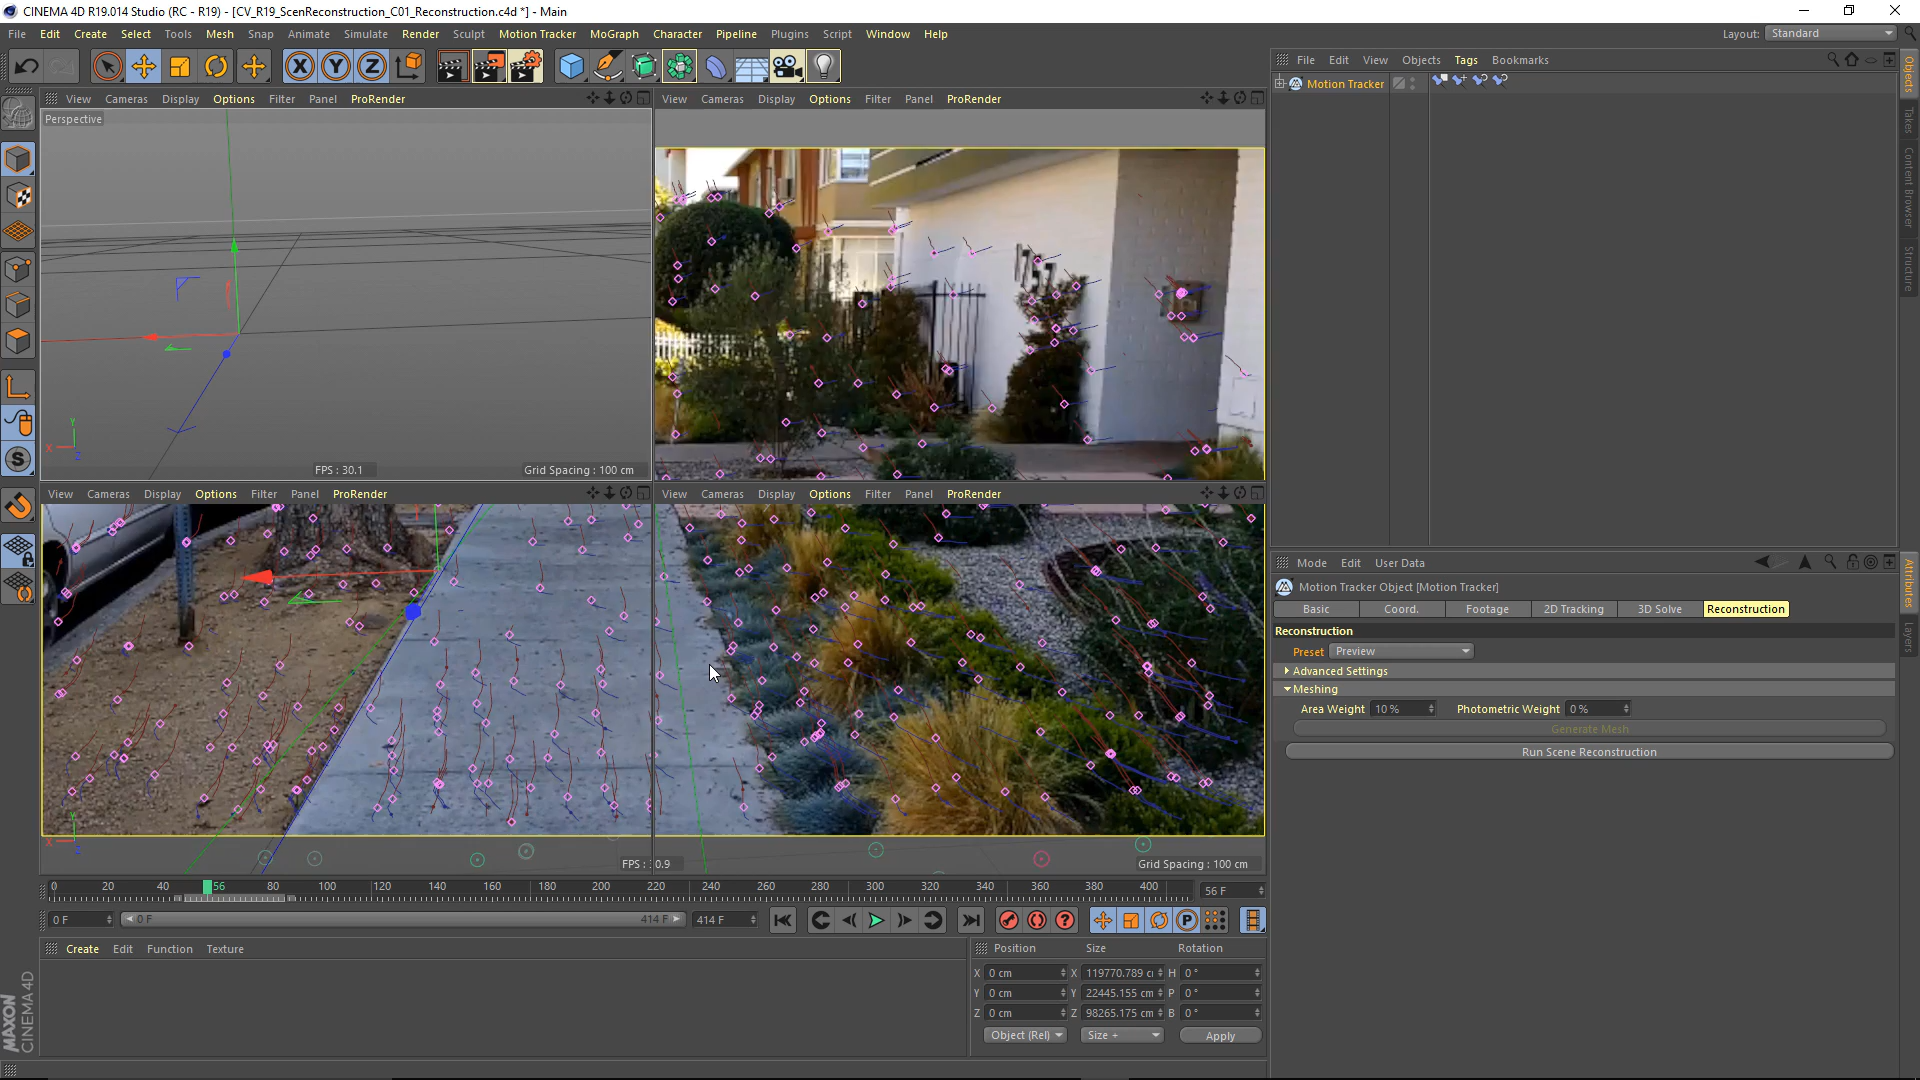 CINEMA 4D R19.014 Studio (RC - R19) - [CV_R19_ScenReconstruction_C01_Reconstruction.c4d *] - Main
File Edit Create Select Tools Mesh Snap Animate Simulate Render Sculpt Motion Tracker MoGraph Character Pipeline Plugins Script Window Help
Layout: Standard
X Y Z
File Edit View Objects Tags Bookmarks
Motion Tracker
Objects
Takes
Content Browser
Structure
View Cameras Display Options Filter Panel ProRender
Perspective
Y
X
Z
FPS : 30.1
Grid Spacing : 100 cm
View Cameras Display Options Filter Panel ProRender
1757
View Cameras Display Options Filter Panel ProRender
Y
X
FPS :
View Cameras Display Options Filter Panel ProRender
0.9
Grid Spacing : 100 cm
Mode Edit User Data
Motion Tracker Object [Motion Tracker]
Basic Coord. Footage 2D Tracking 3D Solve Reconstruction
Reconstruction
Preset Preview
Advanced Settings
Meshing
Area Weight 10 % Photometric Weight 0 %
Generate Mesh
Run Scene Reconstruction
Attributes
Layers
0 20 40 56 80 100 120 140 160 180 200 220 240 260 280 300 320 340 360 380 400
56 F
0 F 0 F 414 F 414 F
P
Create Edit Function Texture
Position Size Rotation
X 0 cm X 119770.789 c H 0 °
Y 0 cm Y 22445.155 cm P 0 °
Z 0 cm Z 98265.175 cm B 0 °
Object (Rel) Size + Apply
MAXON
CINEMA 4D